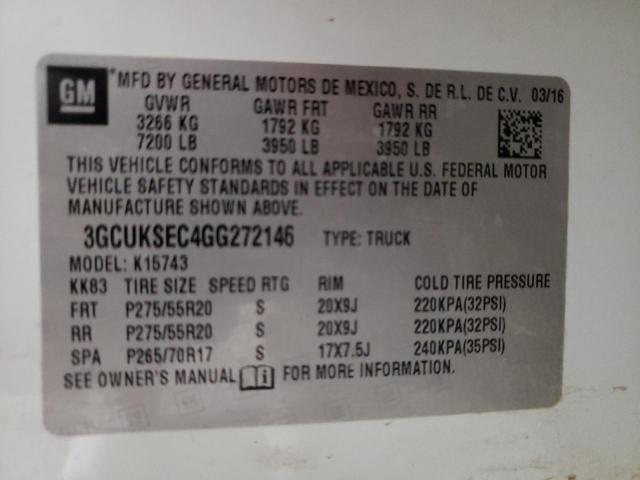 GM *MFD BY GENERAL MOTORS DE MEXICO, S. DE R.L. DE C.V. 03/16
GVWR GAWR FRT GAWR RR
3266 KG 1792 KG 1792 KG
7200 LB 3950 LB 3950 LB
THIS VEHICLE CONFORMS TO ALL APPLICABLE U.S. FEDERAL MOTOR
VEHICLE SAFETY STANDARDS IN EFFECT ON THE DATE OF
MANUFACTURE SHOWN ABOVE.
3GCUKSEC4GG272146 TYPE: TRUCK
MODEL: K15743
KK83 TIRE SIZE SPEED RTG RIM COLD TIRE PRESSURE
FRT P275/55R20 S 20X9J 220KPA(32PSI)
RR P275/55R20 S 20X9J 220KPA(32PSI)
SPA P265/70R17 S 17X7.5J 240KPA(35PSI)
SEE OWNER'S MANUAL FOR MORE INFORMATION.